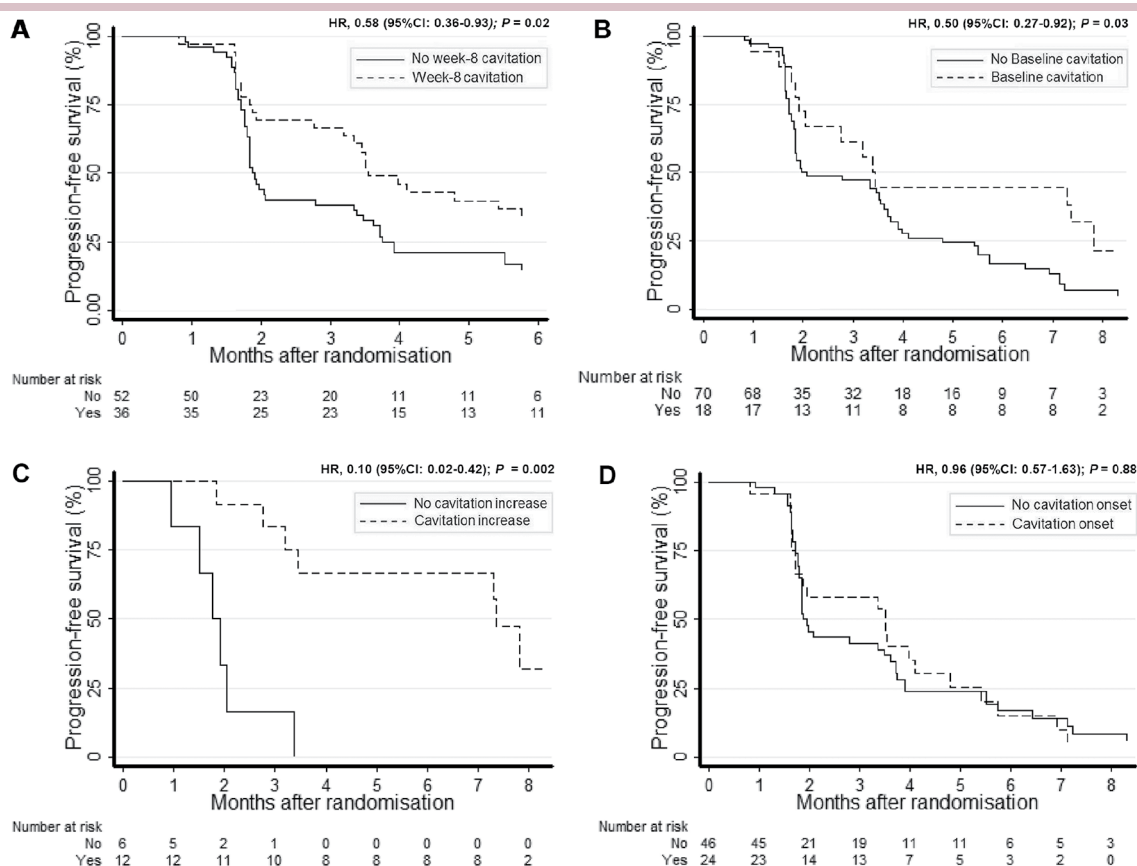 A
HR, 0.58 (95%CI: 0.36-0.93); P = 0.02
Progression-free survival (%)
100
75
50
25
0.00
No week-8 cavitation
Week-8 cavitation
0 1 2 3 4 5 6
Months after randomisation
Number at risk
No 52 50 23 20 11 11 6
Yes 36 35 25 23 15 13 11
B
HR, 0.50 (95%CI: 0.27-0.92); P = 0.03
Progression-free survival (%)
100
75
50
25
0
No Baseline cavitation
Baseline cavitation
0 1 2 3 4 5 6 7 8
Months after randomisation
Number at risk
No 70 68 35 32 18 16 9 7 3
Yes 18 17 13 11 8 8 8 8 2
C
HR, 0.10 (95%CI: 0.02-0.42); P = 0.002
Progression-free survival (%)
100
75
50
25
0
No cavitation increase
Cavitation increase
0 1 2 3 4 5 6 7 8
Months after randomisation
Number at risk
No 6 5 2 1 0 0 0 0 0
Yes 12 12 11 10 8 8 8 8 2
D
HR, 0.96 (95%CI: 0.57-1.63); P = 0.88
Progression-free survival (%)
100
75
50
25
0
No cavitation onset
Cavitation onset
0 1 2 3 4 5 6 7 8
Months after randomisation
Number at risk
No 46 45 21 19 11 11 6 5 3
Yes 24 23 14 13 7 5 3 2 0